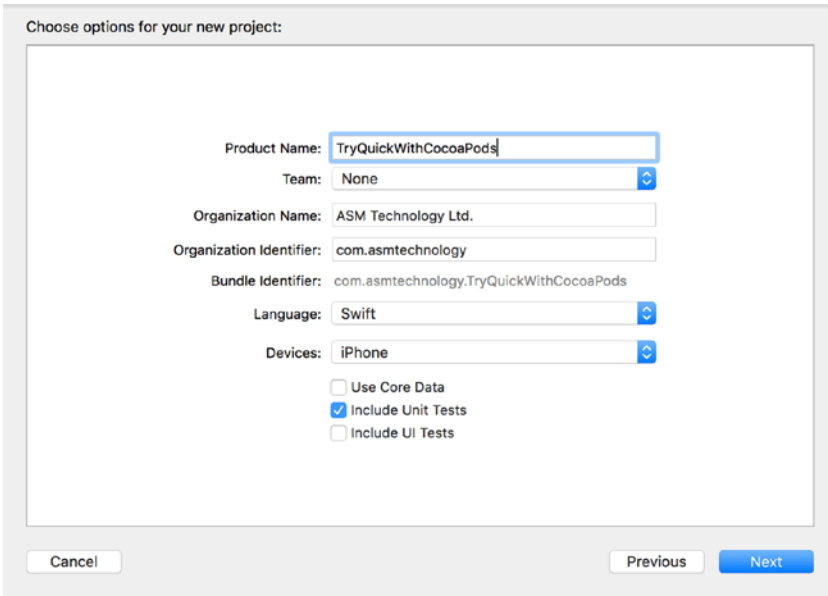 Choose options for your new project:
Product Name: TryQuickWithCocoaPods
Team: None
Organization Name: ASM Technology Ltd.
Organization Identifier: com.asmtechnology
Bundle Identifier: com.asmtechnology.TryQuickWithCocoaPods
Language: Swift
Devices: iPhone
Use Core Data
Include Unit Tests
Include UI Tests
Cancel Previous Next